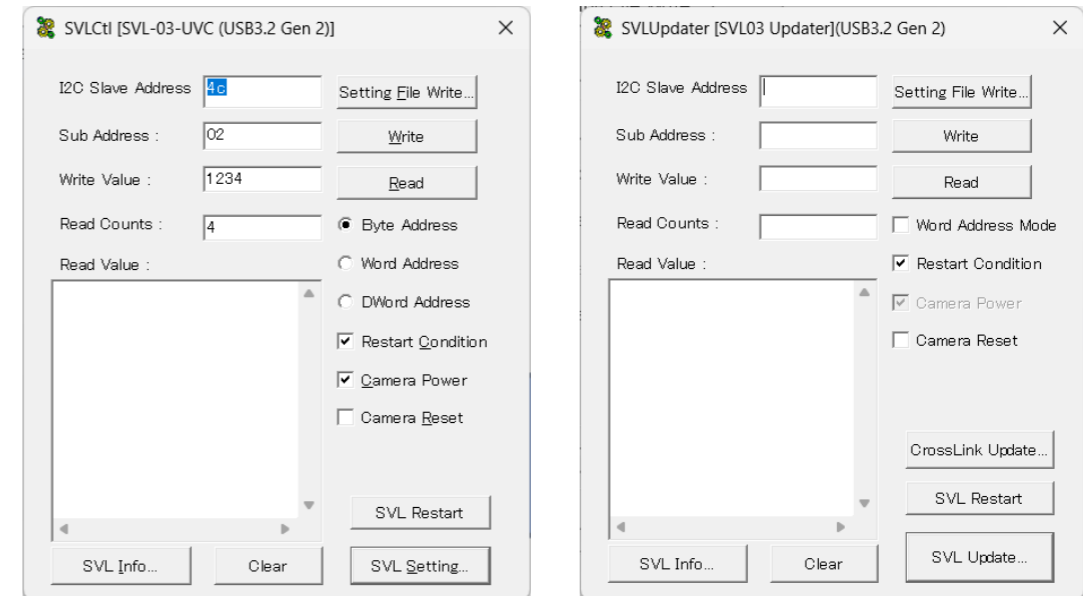 SVLCtl [SVL-03-UVC (USB3.2 Gen 2)]
I2C Slave Address
4c
Setting File Write...
Sub Address :
02
Write
Write Value :
1234
Read
Read Counts :
4
Byte Address
Read Value :
Word Address
DWord Address
Restart Condition
Camera Power
Camera Reset
SVL Restart
SVL Info...
Clear
SVL Setting...
SVLUpdater [SVL03 Updater](USB3.2 Gen 2)
I2C Slave Address
Setting File Write...
Sub Address :
Write
Write Value :
Read
Read Counts :
Word Address Mode
Read Value :
Restart Condition
Camera Power
Camera Reset
CrossLink Update...
SVL Restart
SVL Info...
Clear
SVL Update...